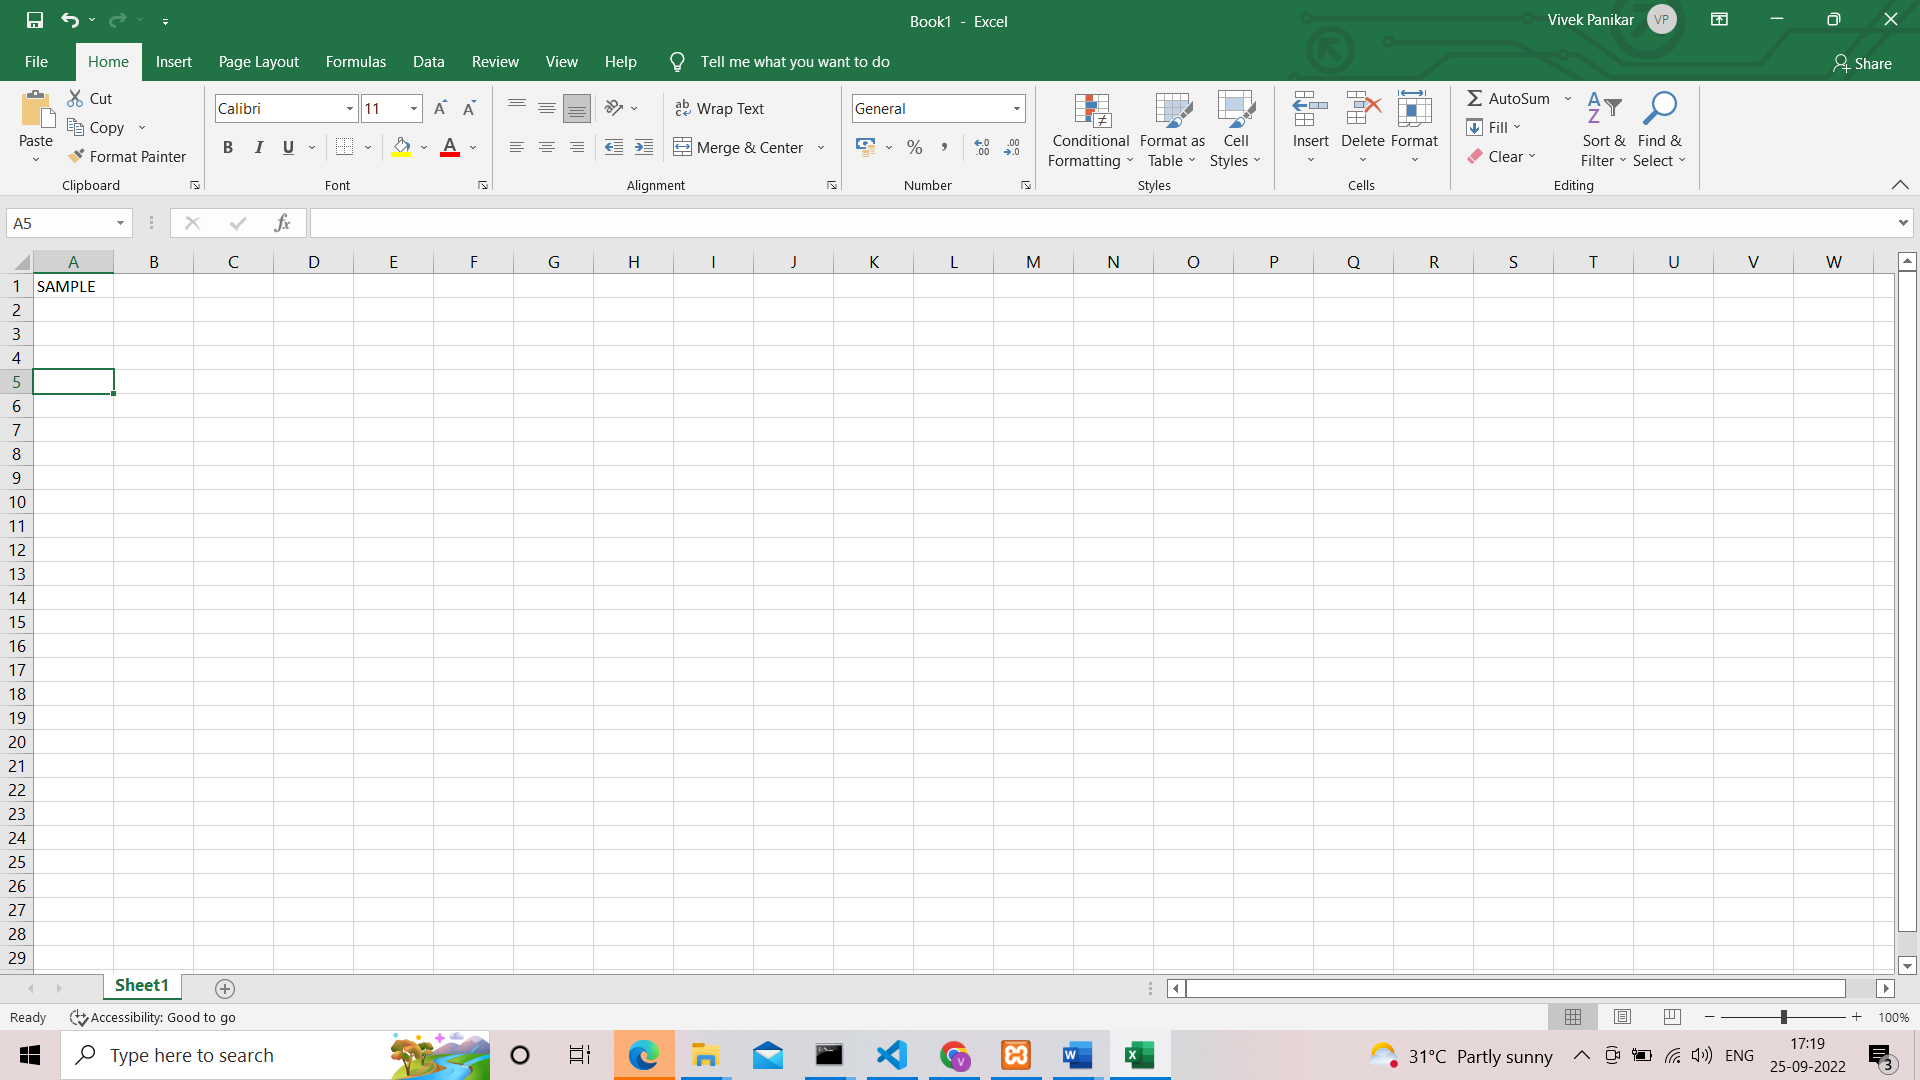 Book1 - Excel
Vivek Panikar VP
File Home Insert Page Layout Formulas Data Review View Help Tell me what you want to do Share
Paste
Cut
Copy
Format Painter
Clipboard
Calibri 11
B I U A
Font
Wrap Text
Merge & Center
Alignment
General
Number
Conditional Formatting
Format as Table
Cell Styles
Styles
Insert Delete Format
Cells
AutoSum
Fill
Clear
Sort & Filter
Find & Select
Editing
A5 fx
A B C D E F G H I J K L M N O P Q R S T U V W
1 SAMPLE
2
3
4
5
6
7
8
9
10
11
12
13
14
15
16
17
18
19
20
21
22
23
24
25
26
27
28
29
Sheet1
Ready Accessibility: Good to go 100%
Type here to search 31°C Partly sunny ENG 17:19
25-09-2022 3